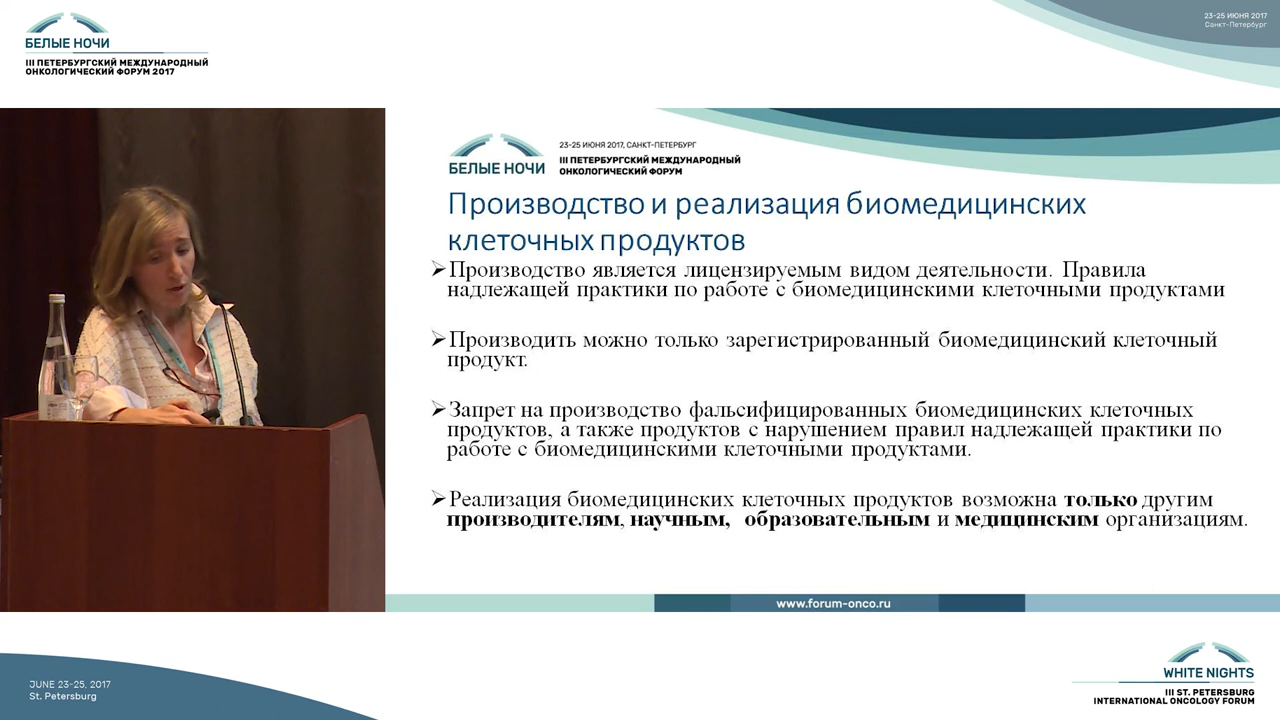 БЕЛЫЕ НОЧИ
III ПЕТЕРБУРГСКИЙ МЕЖДУНАРОДНЫЙ
ОНКОЛОГИЧЕСКИЙ ФОРУМ 2017
23-25 ИЮНЯ 2017
Санкт-Петербург
23-25 ИЮНЯ 2017, САНКТ-ПЕТЕРБУРГ
БЕЛЫЕ НОЧИ
III ПЕТЕРБУРГСКИЙ МЕЖДУНАРОДНЫЙ
ОНКОЛОГИЧЕСКИЙ ФОРУМ
Производство и реализация биомедицинских
клеточных продуктов
Производство является лицензируемым видом деятельности. Правила
надлежащей практики по работе с биомедицинскими клеточными продуктами
Производить можно только зарегистрированный биомедицинский клеточный
продукт.
Запрет на производство фальсифицированных биомедицинских клеточных
продуктов, а также продуктов с нарушением правил надлежащей практики по
работе с биомедицинскими клеточными продуктами.
Реализация биомедицинских клеточных продуктов возможна только другим
производителям, научным, образовательным и медицинским организациям.
www.forum-onco.ru
JUNE 23-25, 2017
St. Petersburg
WHITE NIGHTS
III ST. PETERSBURG
INTERNATIONAL ONCOLOGY FORUM